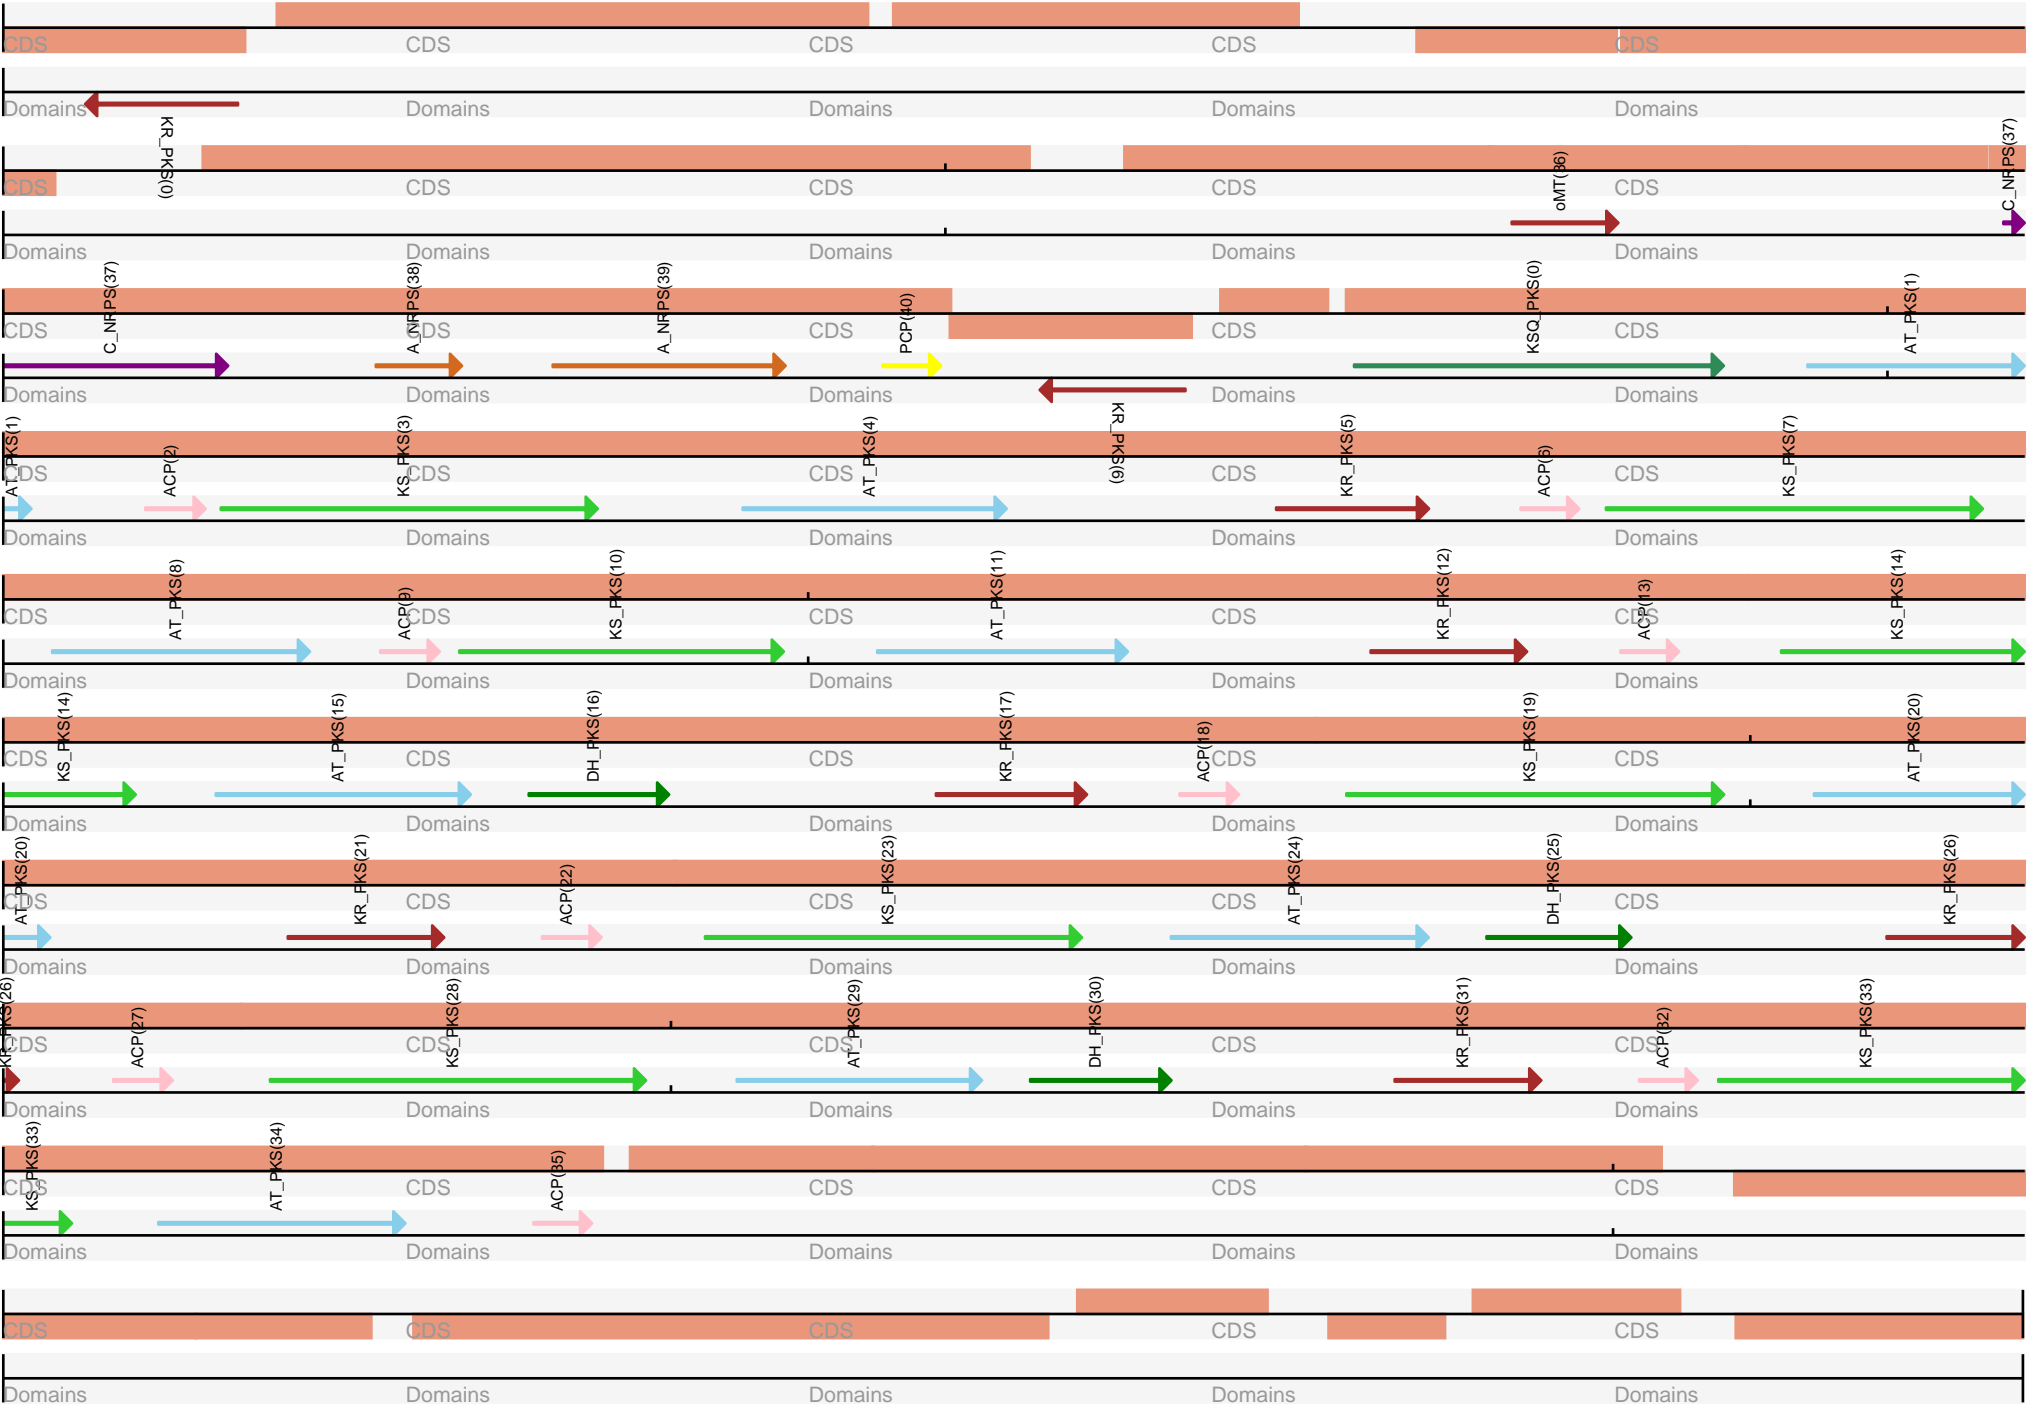 CDS CDS CDS CDS CDS
Domains Domains Domains Domains Domains
KR_PKS(0) oMT(36) C_NRPS(37)
CDS CDS CDS CDS CDS
Domains Domains Domains Domains Domains
C_NRPS(37) A_NRPS(38) A_NRPS(39) PCP(40) KSQ_PKS(0) AT_PKS(1)
CDS CDS CDS CDS CDS
Domains Domains Domains Domains Domains
AT_PKS(1) ACP(2) KS_PKS(3) AT_PKS(4) KR_PKS(9) KR_PKS(5) ACP(6) KS_PKS(7)
CDS CDS CDS CDS CDS
Domains Domains Domains Domains Domains
AT_PKS(8) ACP(9) KS_PKS(10) AT_PKS(11) KR_PKS(12) ACP(13) KS_PKS(14)
CDS CDS CDS CDS CDS
Domains Domains Domains Domains Domains
KS_PKS(14) AT_PKS(15) DH_PKS(16) KR_PKS(17) ACP(18) KS_PKS(19) AT_PKS(20)
CDS CDS CDS CDS CDS
Domains Domains Domains Domains Domains
AT_PKS(20) KR_PKS(21) ACP(22) KS_PKS(23) AT_PKS(24) DH_PKS(25) KR_PKS(26)
CDS CDS CDS CDS CDS
Domains Domains Domains Domains Domains
KR_PKS(26) ACP(27) KS_PKS(28) AT_PKS(29) DH_PKS(30) KR_PKS(31) ACP(32) KS_PKS(33)
CDS CDS CDS CDS CDS
Domains Domains Domains Domains Domains
KS_PKS(33) AT_PKS(34) ACP(35)
CDS CDS CDS CDS CDS
Domains Domains Domains Domains Domains
CDS CDS CDS CDS CDS
Domains Domains Domains Domains Domains